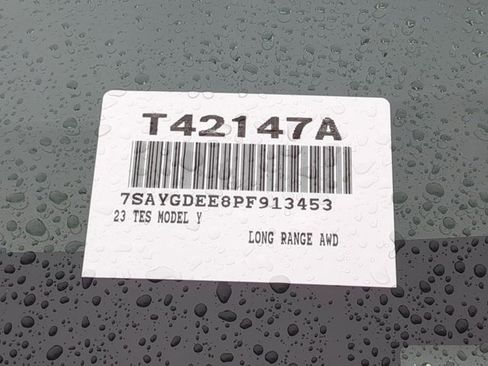 T42147A
7SAYGDEE8PF913453
23 TES MODEL Y
LONG RANGE AWD